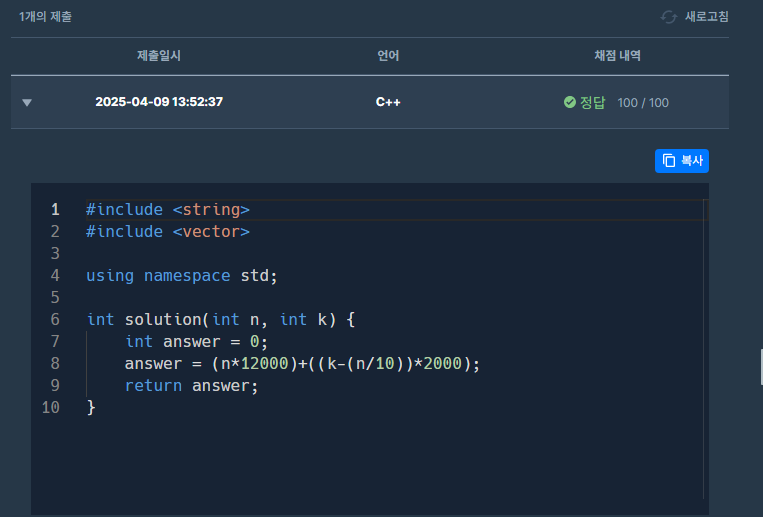 1개의 제출 새로고침
제출일시 언어 채점 내역
2025-04-09 13:52:37 C++ 정답 100 / 100
복사
1 #include <string>
2 #include <vector>
3
4 using namespace std;
5
6 int solution(int n, int k) {
7     int answer = 0;
8     answer = (n*12000)+((k-(n/10))*2000);
9     return answer;
10 }